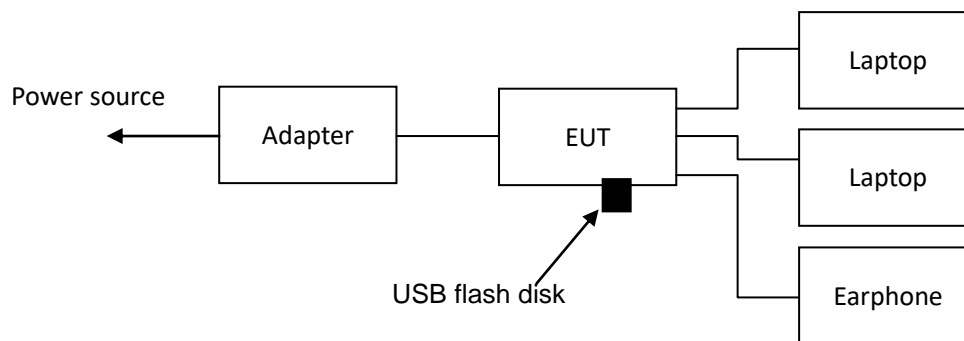 Laptop
Power source
Adapter
EUT
Laptop
USB flash disk
Earphone